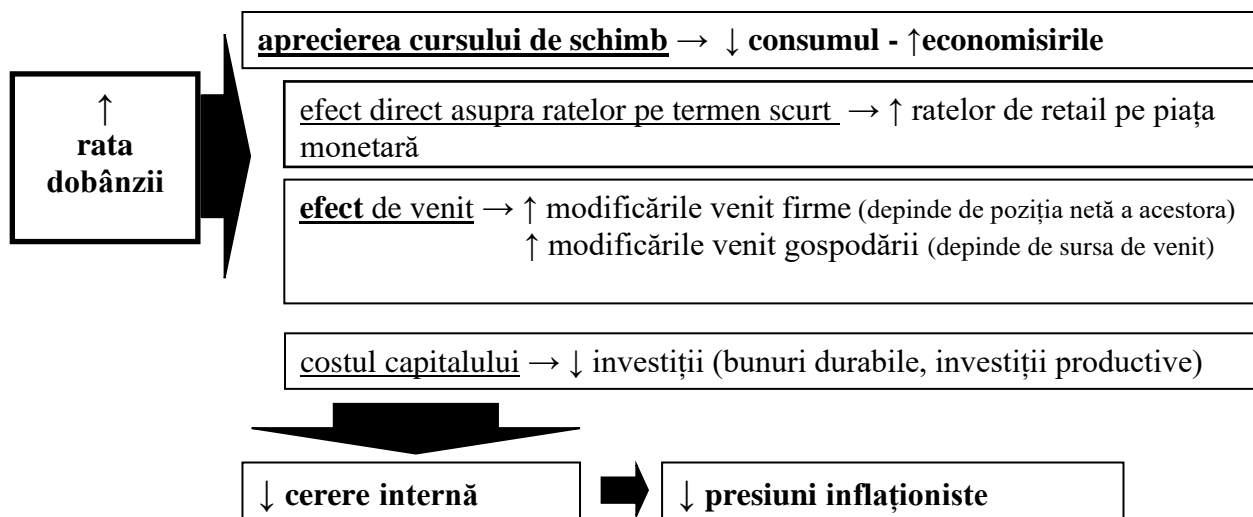 aprecierea cursului de schimb → ↓ consumul - ↑economisirile
↑
rata
dobânzii
efect direct asupra ratelor pe termen scurt → ↑ ratelor de retail pe piața
monetară
efect de venit → ↑ modificările venit firme (depinde de poziția netă a acestora)
↑ modificările venit gospodării (depinde de sursa de venit)
costul capitalului → ↓ investiții (bunuri durabile, investiții productive)
↓ cerere internă
↓ presiuni inflaționiste